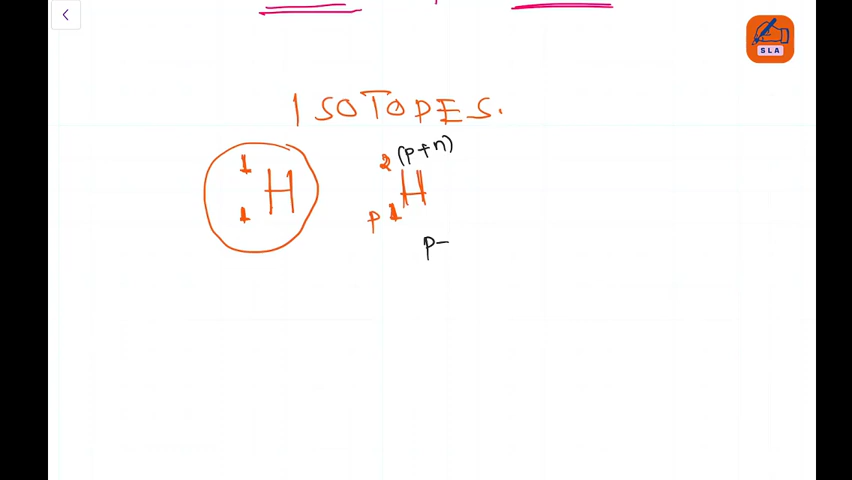 SLA
ISOTOPES.
1 2 (p+n)
H H
1 p 1
p-